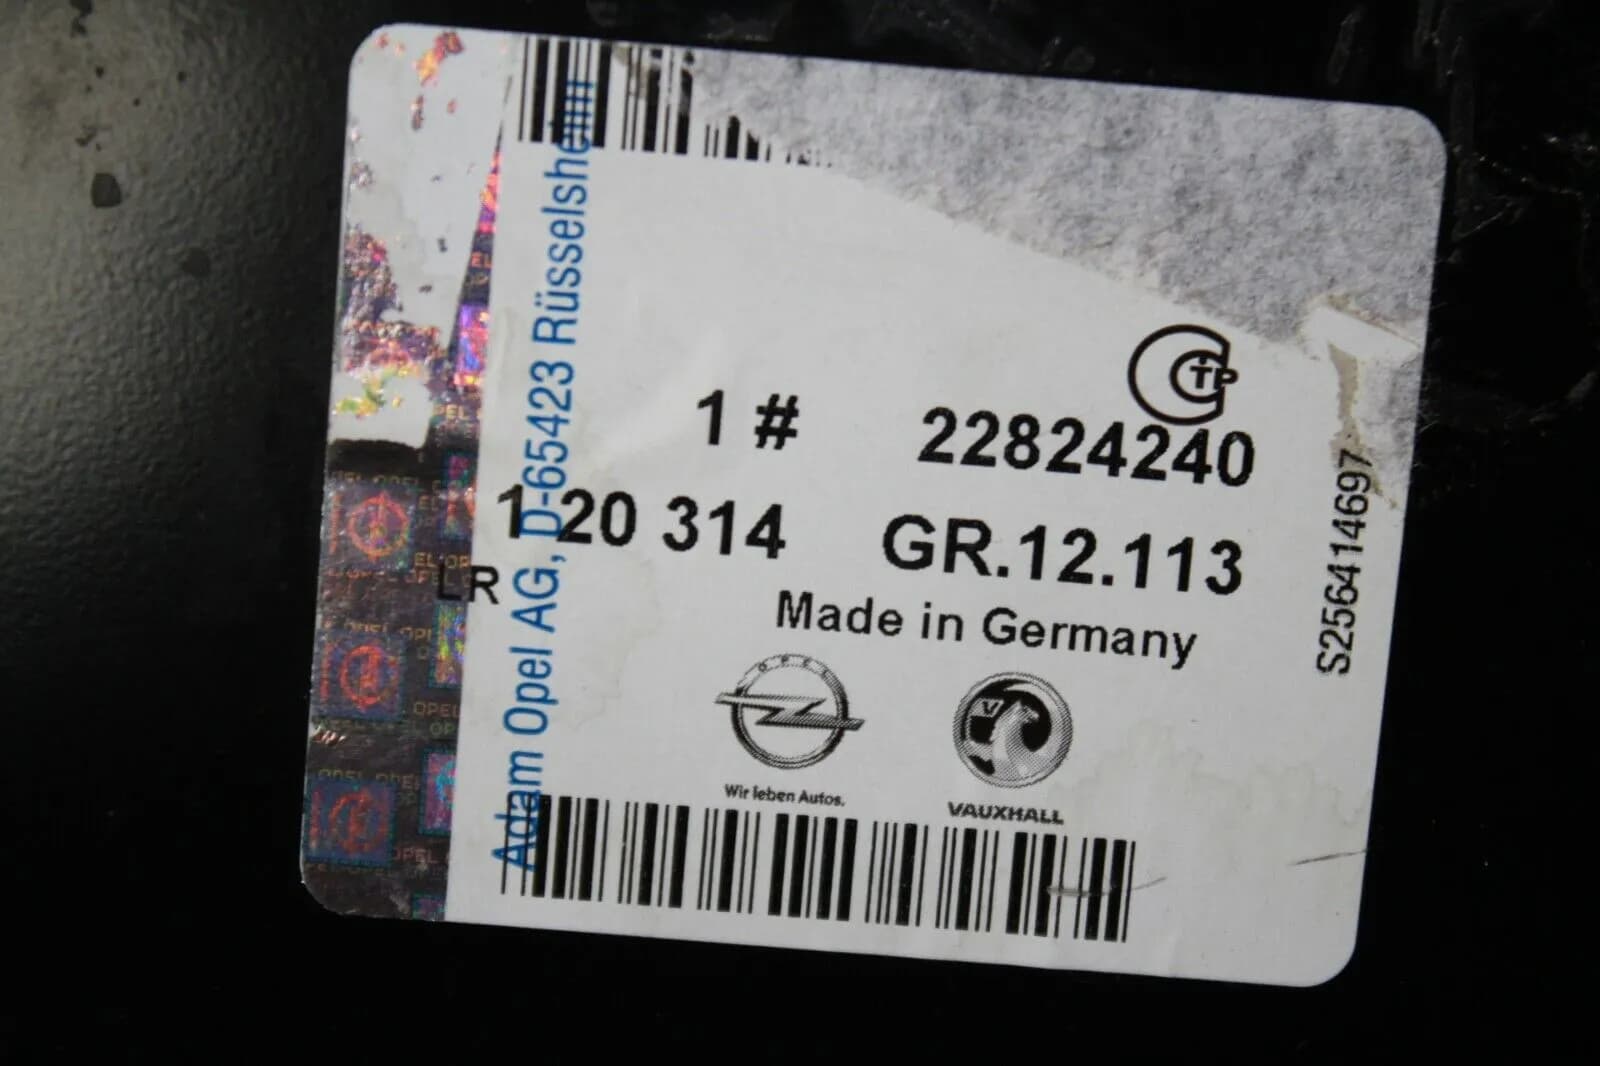 Adam Opel AG, D-65423 Rüsselsheim
1 # 22824240
1 20 314 GR.12.113
LR
Made in Germany
OPEL
Wir leben Autos.
V
VAUXHALL
S256414697